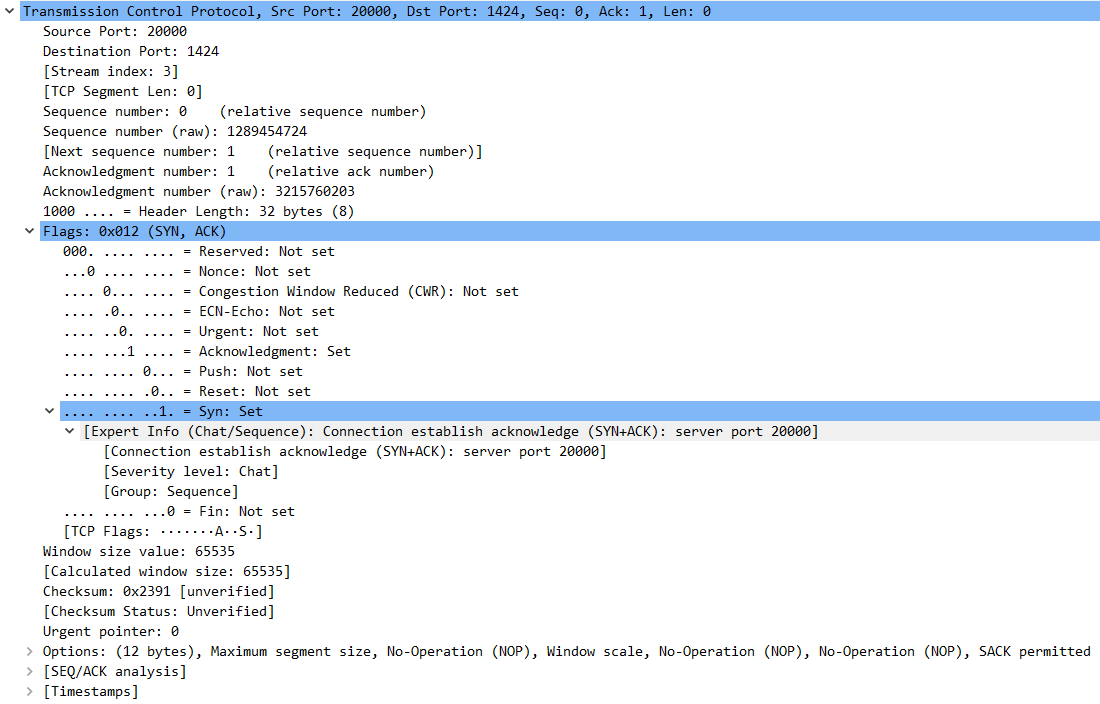 Transmission Control Protocol, Src Port: 20000, Dst Port: 1424, Seq: 0, Ack: 1, Len: 0
Source Port: 20000
Destination Port: 1424
[Stream index: 3]
[TCP Segment Len: 0]
Sequence number: 0    (relative sequence number)
Sequence number (raw): 1289454724
[Next sequence number: 1    (relative sequence number)]
Acknowledgment number: 1    (relative ack number)
Acknowledgment number (raw): 3215760203
1000 .... = Header Length: 32 bytes (8)
Flags: 0x012 (SYN, ACK)
000. .... .... = Reserved: Not set
...0 .... .... = Nonce: Not set
.... 0... .... = Congestion Window Reduced (CWR): Not set
.... .0.. .... = ECN-Echo: Not set
.... ..0. .... = Urgent: Not set
.... ...1 .... = Acknowledgment: Set
.... .... 0... = Push: Not set
.... .... .0.. = Reset: Not set
.... .... ..1. = Syn: Set
[Expert Info (Chat/Sequence): Connection establish acknowledge (SYN+ACK): server port 20000]
[Connection establish acknowledge (SYN+ACK): server port 20000]
[Severity level: Chat]
[Group: Sequence]
.... .... ...0 = Fin: Not set
[TCP Flags: ·······A··S·]
Window size value: 65535
[Calculated window size: 65535]
Checksum: 0x2391 [unverified]
[Checksum Status: Unverified]
Urgent pointer: 0
Options: (12 bytes), Maximum segment size, No-Operation (NOP), Window scale, No-Operation (NOP), No-Operation (NOP), SACK permitted
[SEQ/ACK analysis]
[Timestamps]